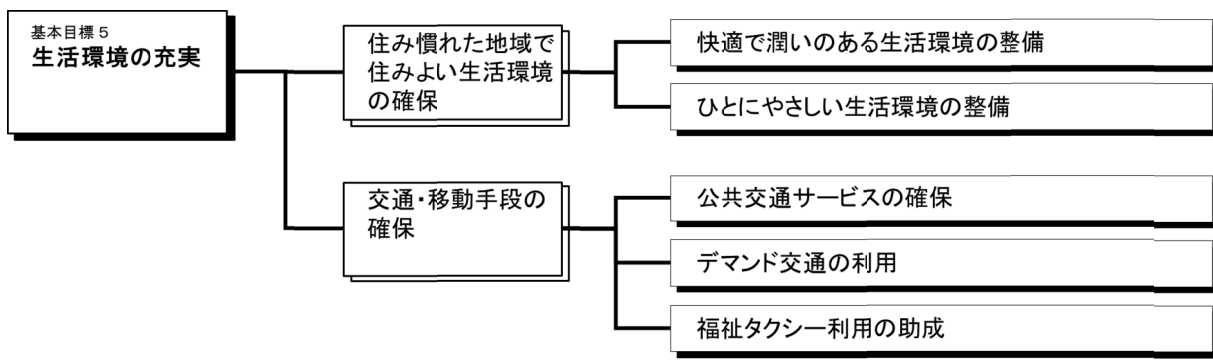 基本目標５
生活環境の充実
住み慣れた地域で
住みよい生活環境
の確保
快適で潤いのある生活環境の整備
ひとにやさしい生活環境の整備
交通・移動手段の
確保
公共交通サービスの確保
デマンド交通の利用
福祉タクシー利用の助成